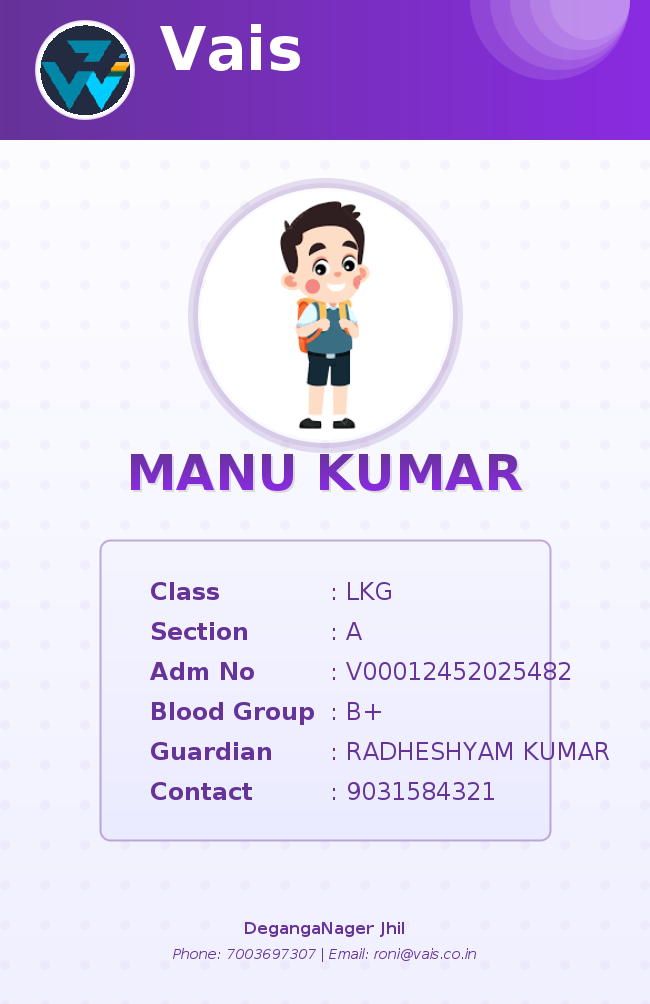 Vais
MANU KUMAR
Class : LKG
Section : A
Adm No : V00012452025482
Blood Group : B+
Guardian : RADHESHYAM KUMAR
Contact : 9031584321
DegangaNager Jhil
Phone: 7003697307 | Email: roni@vais.co.in